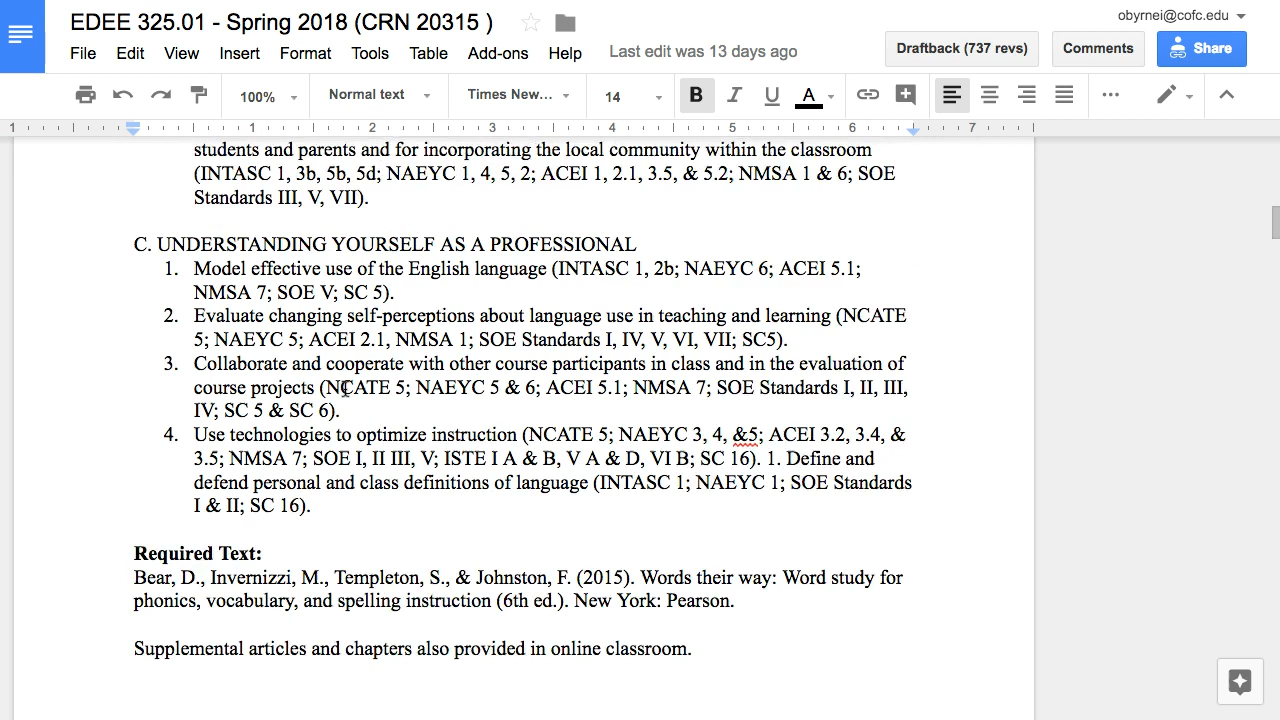 EDEE 325.01 - Spring 2018 (CRN 20315 )
obyrnei@cofc.edu
File Edit View Insert Format Tools Table Add-ons Help Last edit was 13 days ago
Draftback (737 revs) Comments Share
100% Normal text Times New... 14 B I U A
1 1 2 3 4 5 6 7
students and parents and for incorporating the local community within the classroom
(INTASC 1, 3b, 5b, 5d; NAEYC 1, 4, 5, 2; ACEI 1, 2.1, 3.5, & 5.2; NMSA 1 & 6; SOE
Standards III, V, VII).
C. UNDERSTANDING YOURSELF AS A PROFESSIONAL
1. Model effective use of the English language (INTASC 1, 2b; NAEYC 6; ACEI 5.1;
NMSA 7; SOE V; SC 5).
2. Evaluate changing self-perceptions about language use in teaching and learning (NCATE
5; NAEYC 5; ACEI 2.1, NMSA 1; SOE Standards I, IV, V, VI, VII; SC5).
3. Collaborate and cooperate with other course participants in class and in the evaluation of
course projects (NCATE 5; NAEYC 5 & 6; ACEI 5.1; NMSA 7; SOE Standards I, II, III,
IV; SC 5 & SC 6).
4. Use technologies to optimize instruction (NCATE 5; NAEYC 3, 4, &5; ACEI 3.2, 3.4, &
3.5; NMSA 7; SOE I, II III, V; ISTE I A & B, V A & D, VI B; SC 16). 1. Define and
defend personal and class definitions of language (INTASC 1; NAEYC 1; SOE Standards
I & II; SC 16).
Required Text:
Bear, D., Invernizzi, M., Templeton, S., & Johnston, F. (2015). Words their way: Word study for
phonics, vocabulary, and spelling instruction (6th ed.). New York: Pearson.
Supplemental articles and chapters also provided in online classroom.